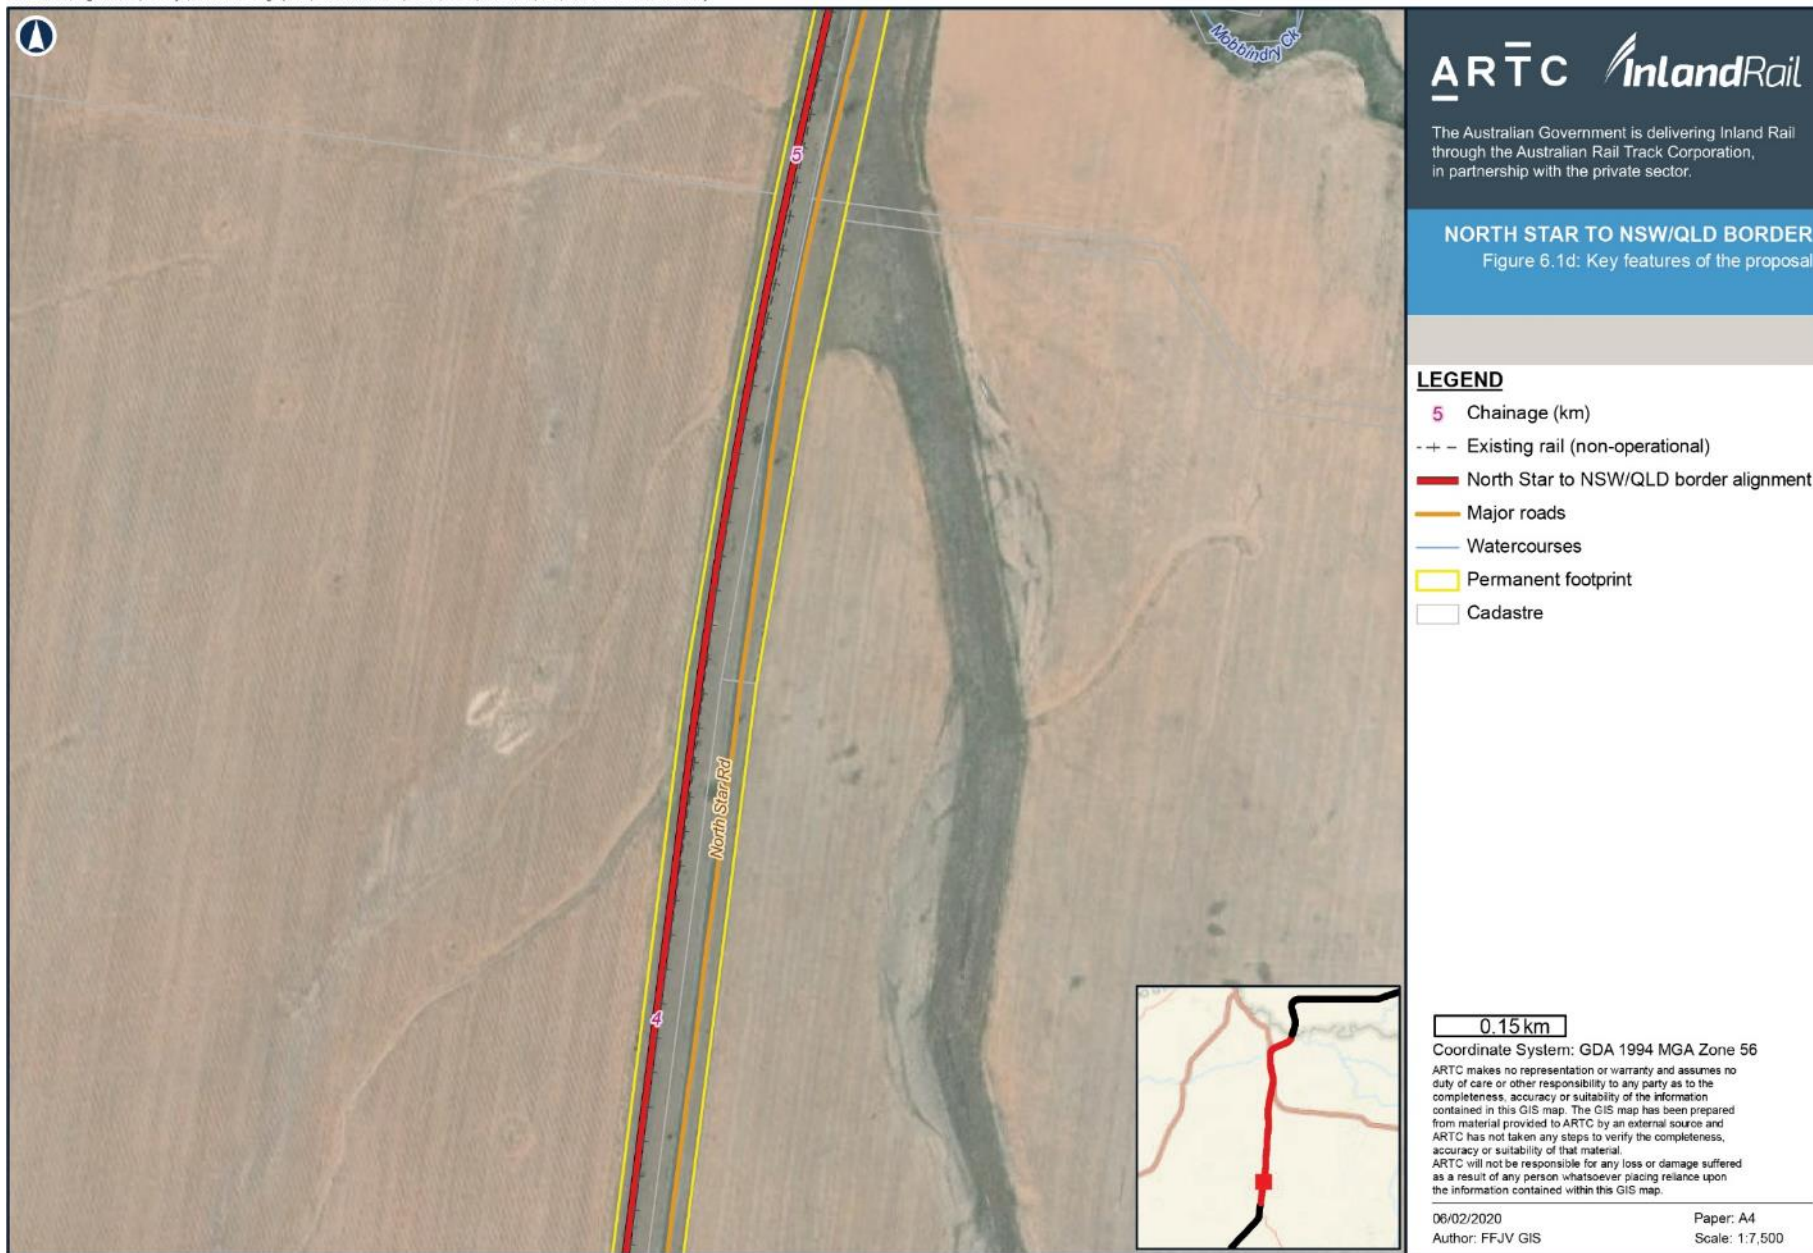 Mobbindry Ck
5
North Star Rd
4
ARTC InlandRail
The Australian Government is delivering Inland Rail
through the Australian Rail Track Corporation,
in partnership with the private sector.
NORTH STAR TO NSW/QLD BORDER
Figure 6.1d: Key features of the proposal
LEGEND
5 Chainage (km)
Existing rail (non-operational)
North Star to NSW/QLD border alignment
Major roads
Watercourses
Permanent footprint
Cadastre
0.15 km
Coordinate System: GDA 1994 MGA Zone 56
ARTC makes no representation or warranty and assumes no
duty of care or other responsibility to any party as to the
completeness, accuracy or suitability of the information
contained in this GIS map. The GIS map has been prepared
from material provided to ARTC by an external source and
ARTC has not taken any steps to verify the completeness,
accuracy or suitability of that material.
ARTC will not be responsible for any loss or damage suffered
as a result of any person whatsoever placing reliance upon
the information contained within this GIS map.
06/02/2020 Paper: A4
Author: FFJV GIS Scale: 1:7,500